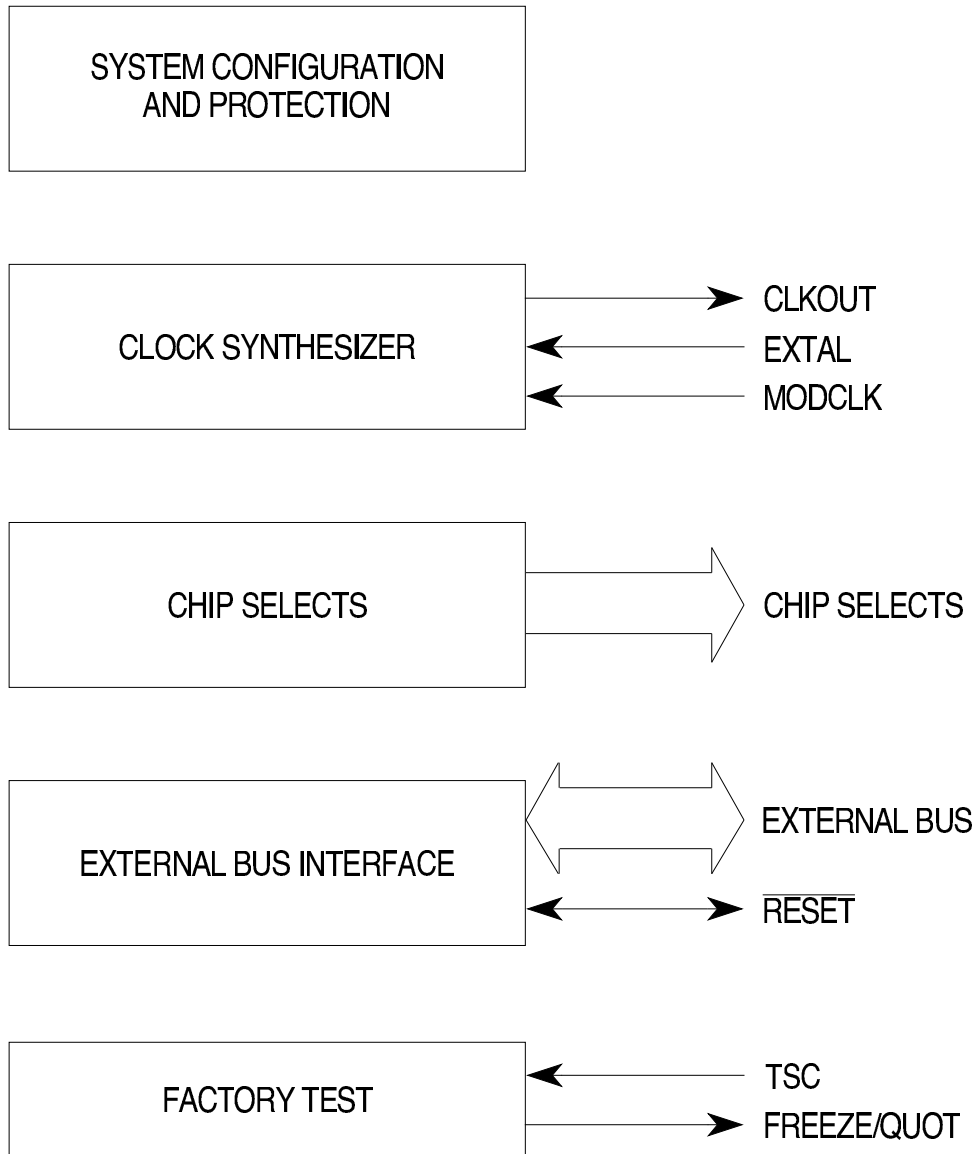 SYSTEM CONFIGURATION
AND PROTECTION
CLOCK SYNTHESIZER
CLKOUT
EXTAL
MODCLK
CHIP SELECTS
CHIP SELECTS
EXTERNAL BUS INTERFACE
EXTERNAL BUS
R̅E̅S̅E̅T̅
FACTORY TEST
TSC
FREEZE/QUOT